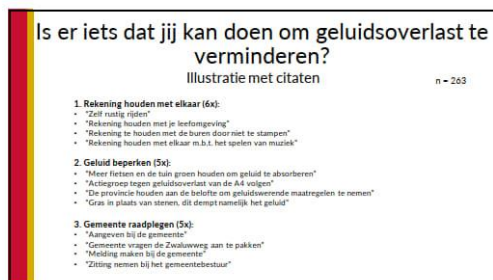 Is er iets dat jij kan doen om geluidsoverlast te
verminderen?
Illustratie met citaten
n = 263
1. Rekening houden met elkaar (6x):
• "Zelf rustig rijden"
• "Rekening houden met je leefomgeving"
• "Rekening te houden met de buren door niet te stampen"
• "Rekening houden met elkaar m.b.t. het spelen van muziek"
2. Geluid beperken (5x):
• "Meer fietsen en de tuin groen houden om geluid te absorberen"
• "Actiegroep tegen geluidsoverlast van de A4 volgen"
• "De provincie houden aan de belofte om geluidswerende maatregelen te nemen"
• "Gras in plaats van stenen, dit dempt namelijk het geluid"
3. Gemeente raadplegen (5x):
• "Aangeven bij de gemeente"
• "Gemeente vragen de Zwaluwweg aan te pakken"
• "Melding maken bij de gemeente"
• "Zitting nemen bij het gemeentebestuur"